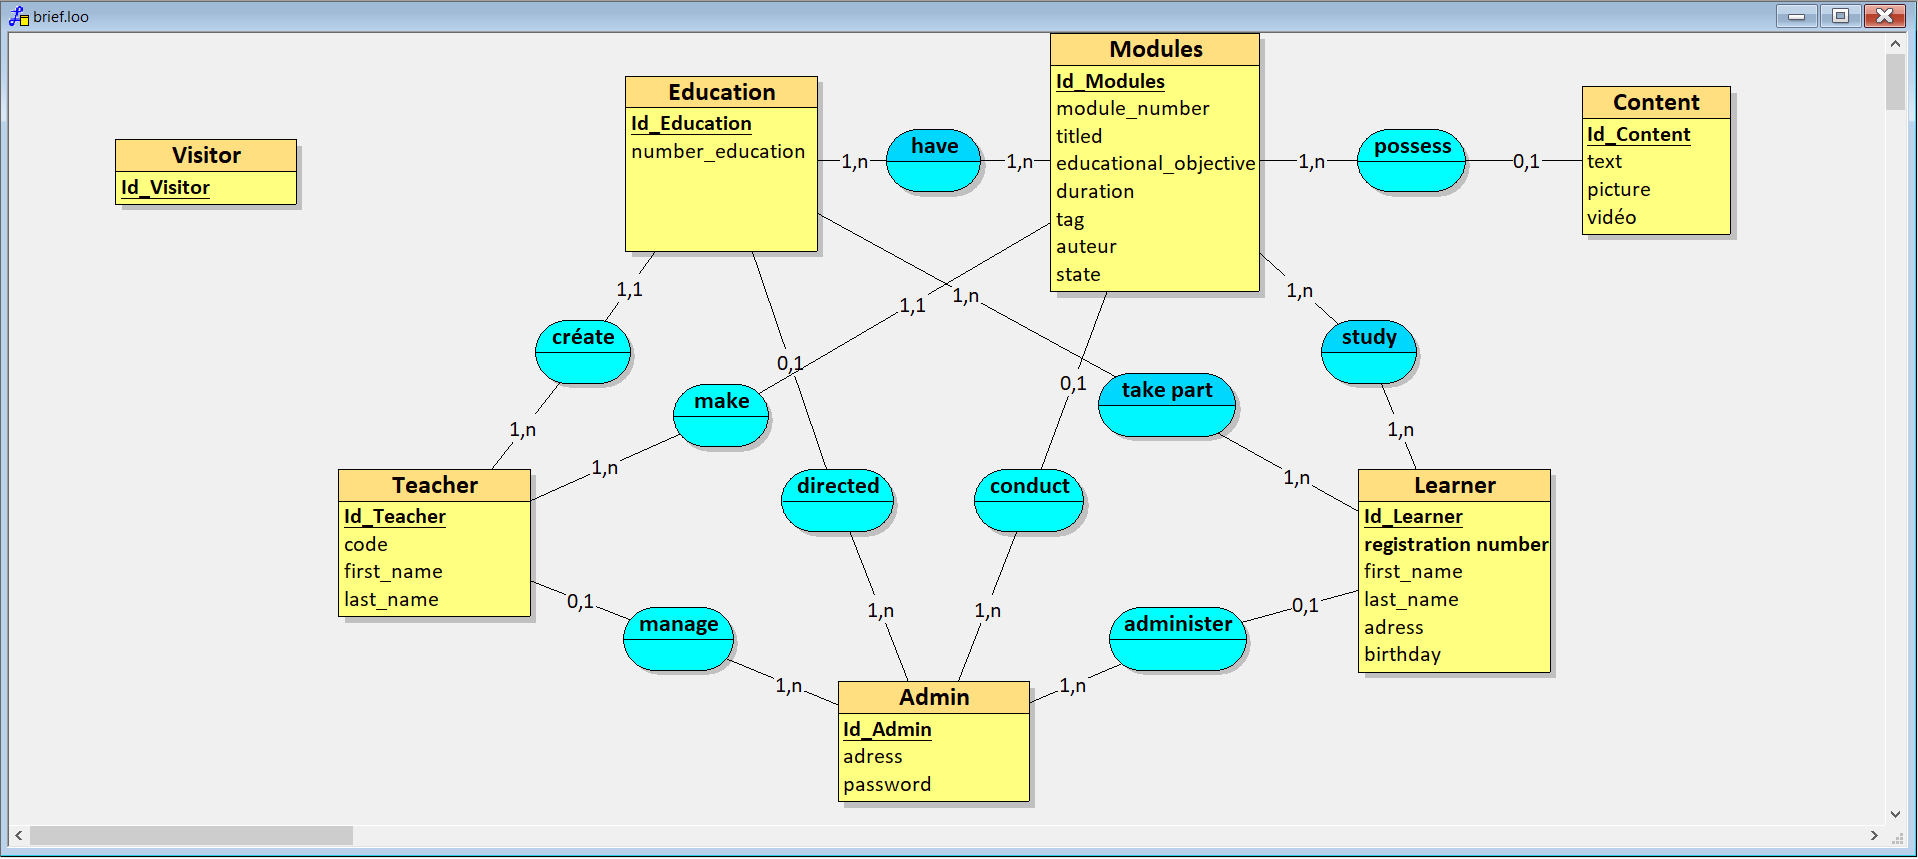 brief.loo
Visitor
Id_Visitor
Education
Id_Education
number_education
1,n
have
1,n
Modules
Id_Modules
module_number
titled
educational_objective
duration
tag
auteur
state
1,n
possess
0,1
Content
Id_Content
text
picture
vidéo
1,1
créate
1,n
1,1
make
1,n
0,1
directed
1,n
0,1
conduct
1,n
1,n
take part
1,n
1,n
study
1,n
Teacher
Id_Teacher
code
first_name
last_name
0,1
manage
1,n
Admin
Id_Admin
adress
password
1,n
administer
0,1
Learner
Id_Learner
registration number
first_name
last_name
adress
birthday